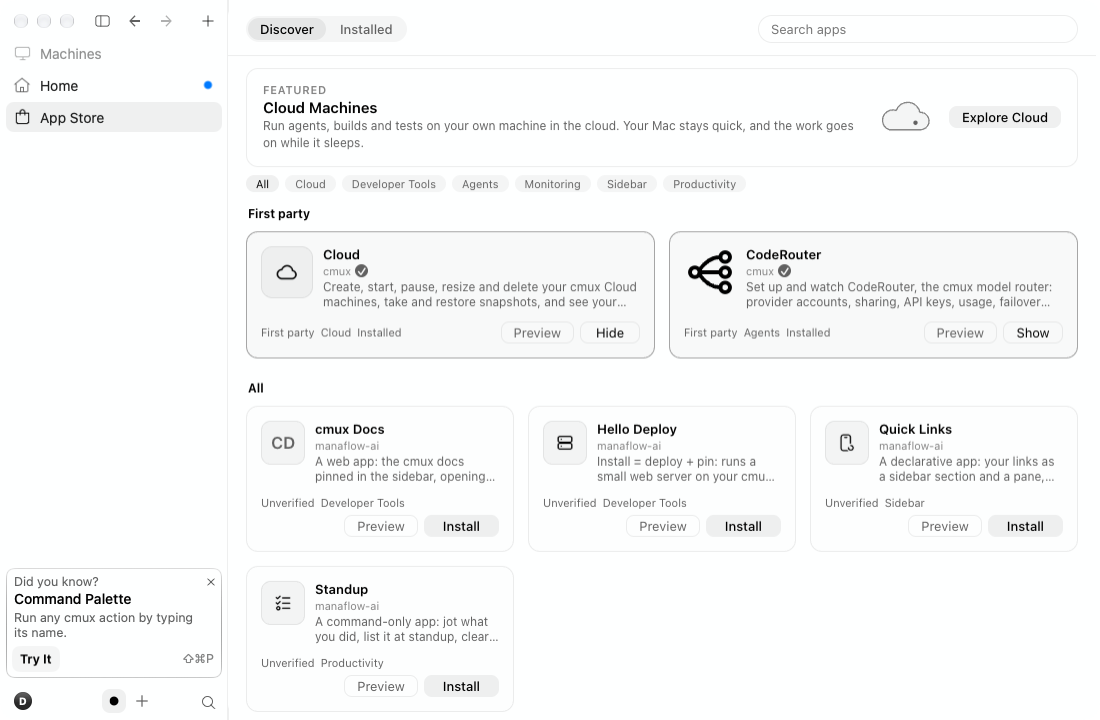 Machines
Home
App Store
Did you know?
Command Palette
Run any cmux action by typing
its name.
Try It
⇧⌘P
D
Discover
Installed
Search apps
FEATURED
Cloud Machines
Run agents, builds and tests on your own machine in the cloud. Your Mac stays quick, and the work goes
on while it sleeps.
Explore Cloud
All
Cloud
Developer Tools
Agents
Monitoring
Sidebar
Productivity
First party
Cloud
cmux
Create, start, pause, resize and delete your cmux Cloud
machines, take and restore snapshots, and see your...
First party Cloud Installed
Preview
Hide
CodeRouter
cmux
Set up and watch CodeRouter, the cmux model router:
provider accounts, sharing, API keys, usage, failover...
First party Agents Installed
Preview
Show
All
CD
cmux Docs
manaflow-ai
A web app: the cmux docs
pinned in the sidebar, opening...
Unverified Developer Tools
Preview
Install
Hello Deploy
manaflow-ai
Install = deploy + pin: runs a
small web server on your cmu...
Unverified Developer Tools
Preview
Install
Quick Links
manaflow-ai
A declarative app: your links as
a sidebar section and a pane,...
Unverified Sidebar
Preview
Install
Standup
manaflow-ai
A command-only app: jot what
you did, list it at standup, clear...
Unverified Productivity
Preview
Install